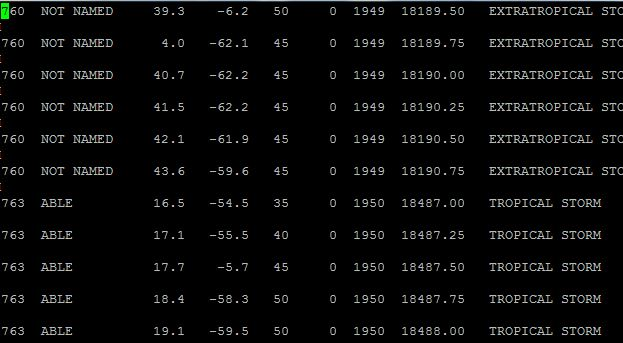 760 NOT NAMED 39.3 -6.2 50 0 1949 18189.50 EXTRATROPICAL STO
760 NOT NAMED 4.0 -62.1 45 0 1949 18189.75 EXTRATROPICAL STO
760 NOT NAMED 40.7 -62.2 45 0 1949 18190.00 EXTRATROPICAL STO
760 NOT NAMED 41.5 -62.2 45 0 1949 18190.25 EXTRATROPICAL STO
760 NOT NAMED 42.1 -61.9 45 0 1949 18190.50 EXTRATROPICAL STO
760 NOT NAMED 43.6 -59.6 45 0 1949 18190.75 EXTRATROPICAL STO
763 ABLE 16.5 -54.5 35 0 1950 18487.00 TROPICAL STORM
763 ABLE 17.1 -55.5 40 0 1950 18487.25 TROPICAL STORM
763 ABLE 17.7 -5.7 45 0 1950 18487.50 TROPICAL STORM
763 ABLE 18.4 -58.3 50 0 1950 18487.75 TROPICAL STORM
763 ABLE 19.1 -59.5 50 0 1950 18488.00 TROPICAL STORM